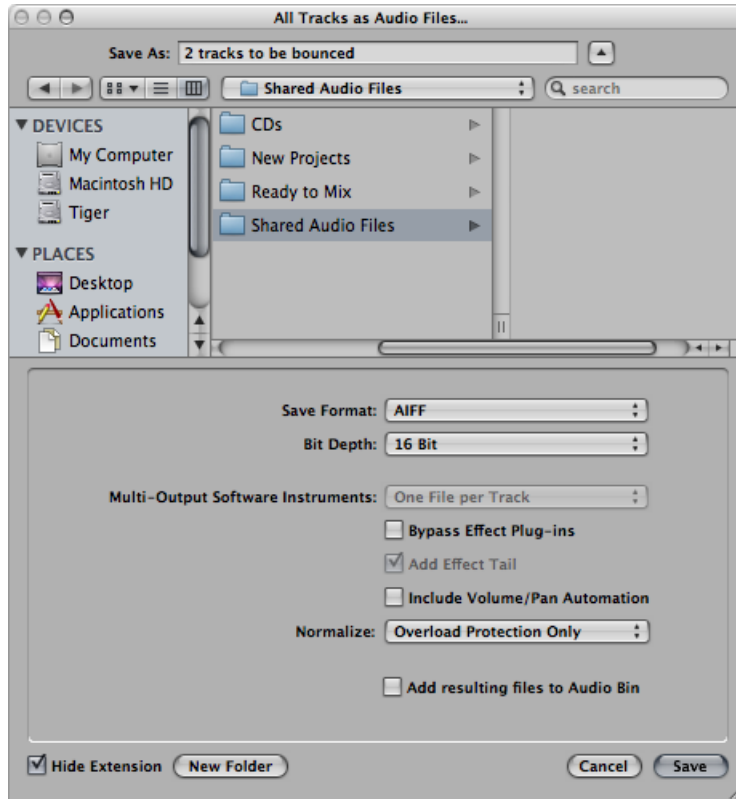 All Tracks as Audio Files...
Save As: 2 tracks to be bounced
Shared Audio Files
search
DEVICES
My Computer
Macintosh HD
Tiger
PLACES
Desktop
Applications
Documents
CDs
New Projects
Ready to Mix
Shared Audio Files
Save Format: AIFF
Bit Depth: 16 Bit
Multi-Output Software Instruments: One File per Track
Bypass Effect Plug-ins
Add Effect Tail
Include Volume/Pan Automation
Normalize: Overload Protection Only
Add resulting files to Audio Bin
Hide Extension New Folder Cancel Save